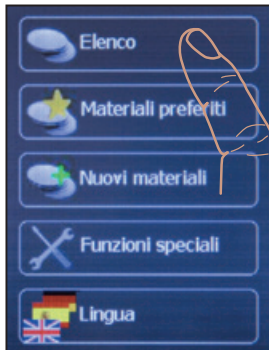 Elenco
Materiali preferiti
Nuovi materiali
Funzioni speciali
Lingua